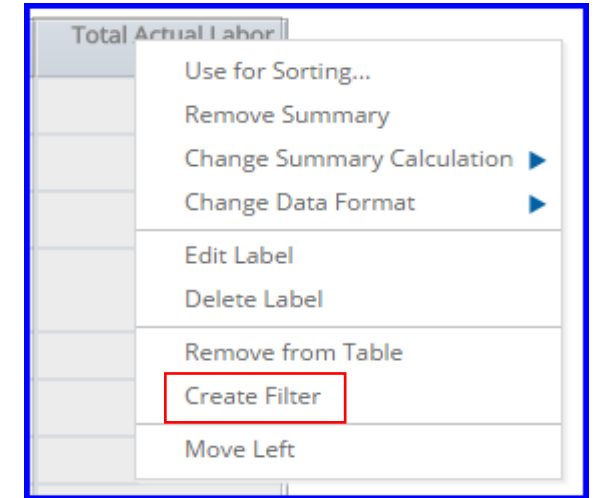 Total Actual Labor
Use for Sorting...
Remove Summary
Change Summary Calculation
Change Data Format
Edit Label
Delete Label
Remove from Table
Create Filter
Move Left